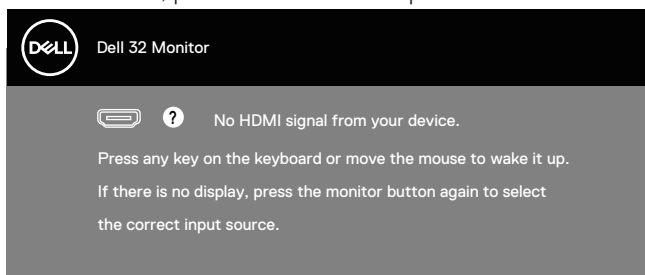 DELL
Dell 32 Monitor
? No HDMI signal from your device.
Press any key on the keyboard or move the mouse to wake it up.
If there is no display, press the monitor button again to select
the correct input source.